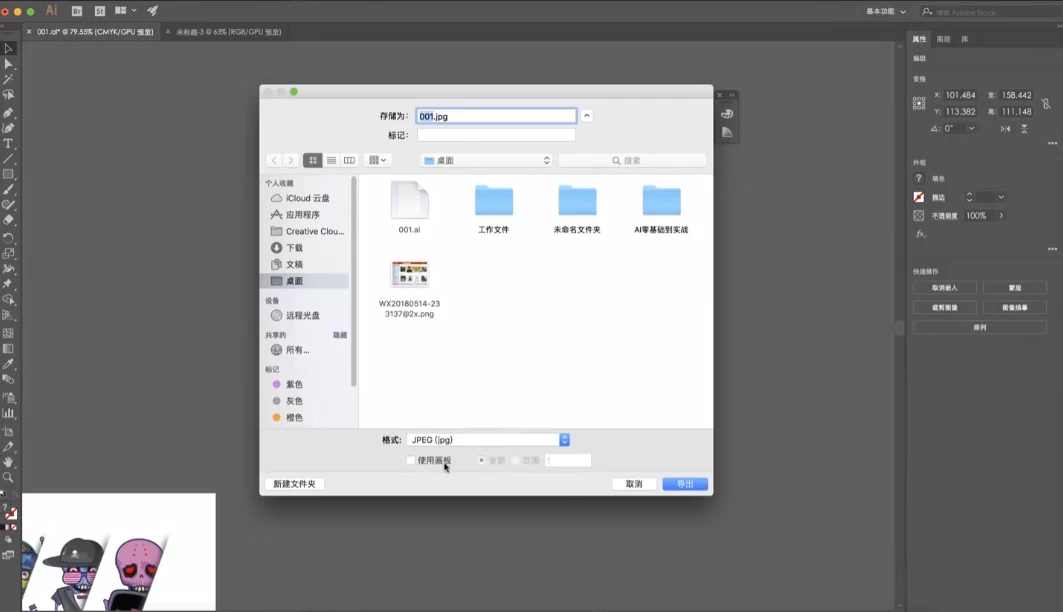 Ai Br St 基本功能 搜索 Adobe Stock
× 001.ai* @ 79.55% (CMYK/GPU 预览) × 未标题-3 @ 63% (RGB/GPU 预览)
属性 图层 库
编组
变换
X: 101.484 宽: 158.442
Y: 113.382 高: 111.148
0°
外观
? 填色
描边
不透明度 100%
fx.
快速操作
取消嵌入 蒙版
裁剪图像 图像描摹
排列
存储为: 001.jpg
标记:
桌面 搜索
个人收藏
iCloud 云盘
应用程序
Creative Clou...
下载
文稿
桌面
设备
远程光盘
共享的 隐藏
所有...
标记
紫色
灰色
橙色
001.ai 工作文件 未命名文件夹 AI零基础到实战
WX20180514-23
3137@2x.png
格式: JPEG (jpg)
使用画板 全部 范围: 1
新建文件夹 取消 导出